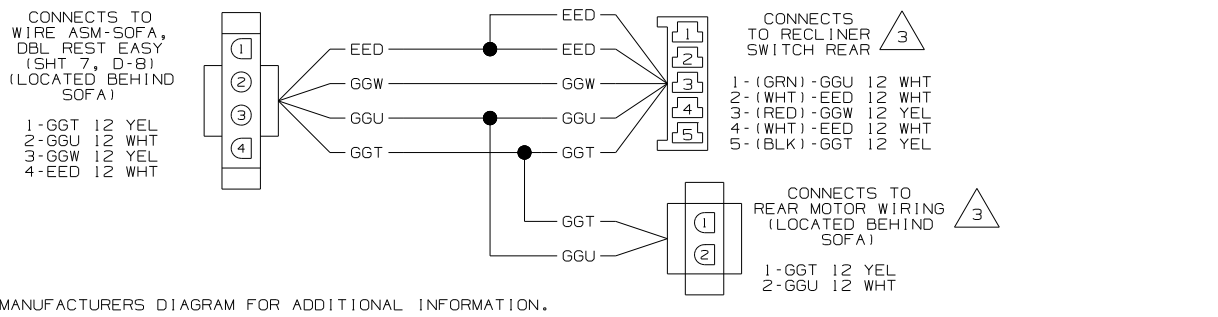 CONNECTS TO
WIRE ASM-SOFA,
DBL REST EASY
(SHT 7, D-8)
(LOCATED BEHIND
SOFA)
1-GGT 12 YEL
2-GGU 12 WHT
3-GGW 12 YEL
4-EED 12 WHT
1
2
3
4
EED
GGW
GGU
GGT
EED
EED
GGW
GGU
GGT
GGT
GGU
1
2
3
4
5
CONNECTS
TO RECLINER
SWITCH REAR
3
1-(GRN)-GGU 12 WHT
2-(WHT)-EED 12 WHT
3-(RED)-GGW 12 YEL
4-(WHT)-EED 12 WHT
5-(BLK)-GGT 12 YEL
1
2
CONNECTS TO
REAR MOTOR WIRING
(LOCATED BEHIND
SOFA)
3
1-GGT 12 YEL
2-GGU 12 WHT
MANUFACTURERS DIAGRAM FOR ADDITIONAL INFORMATION.